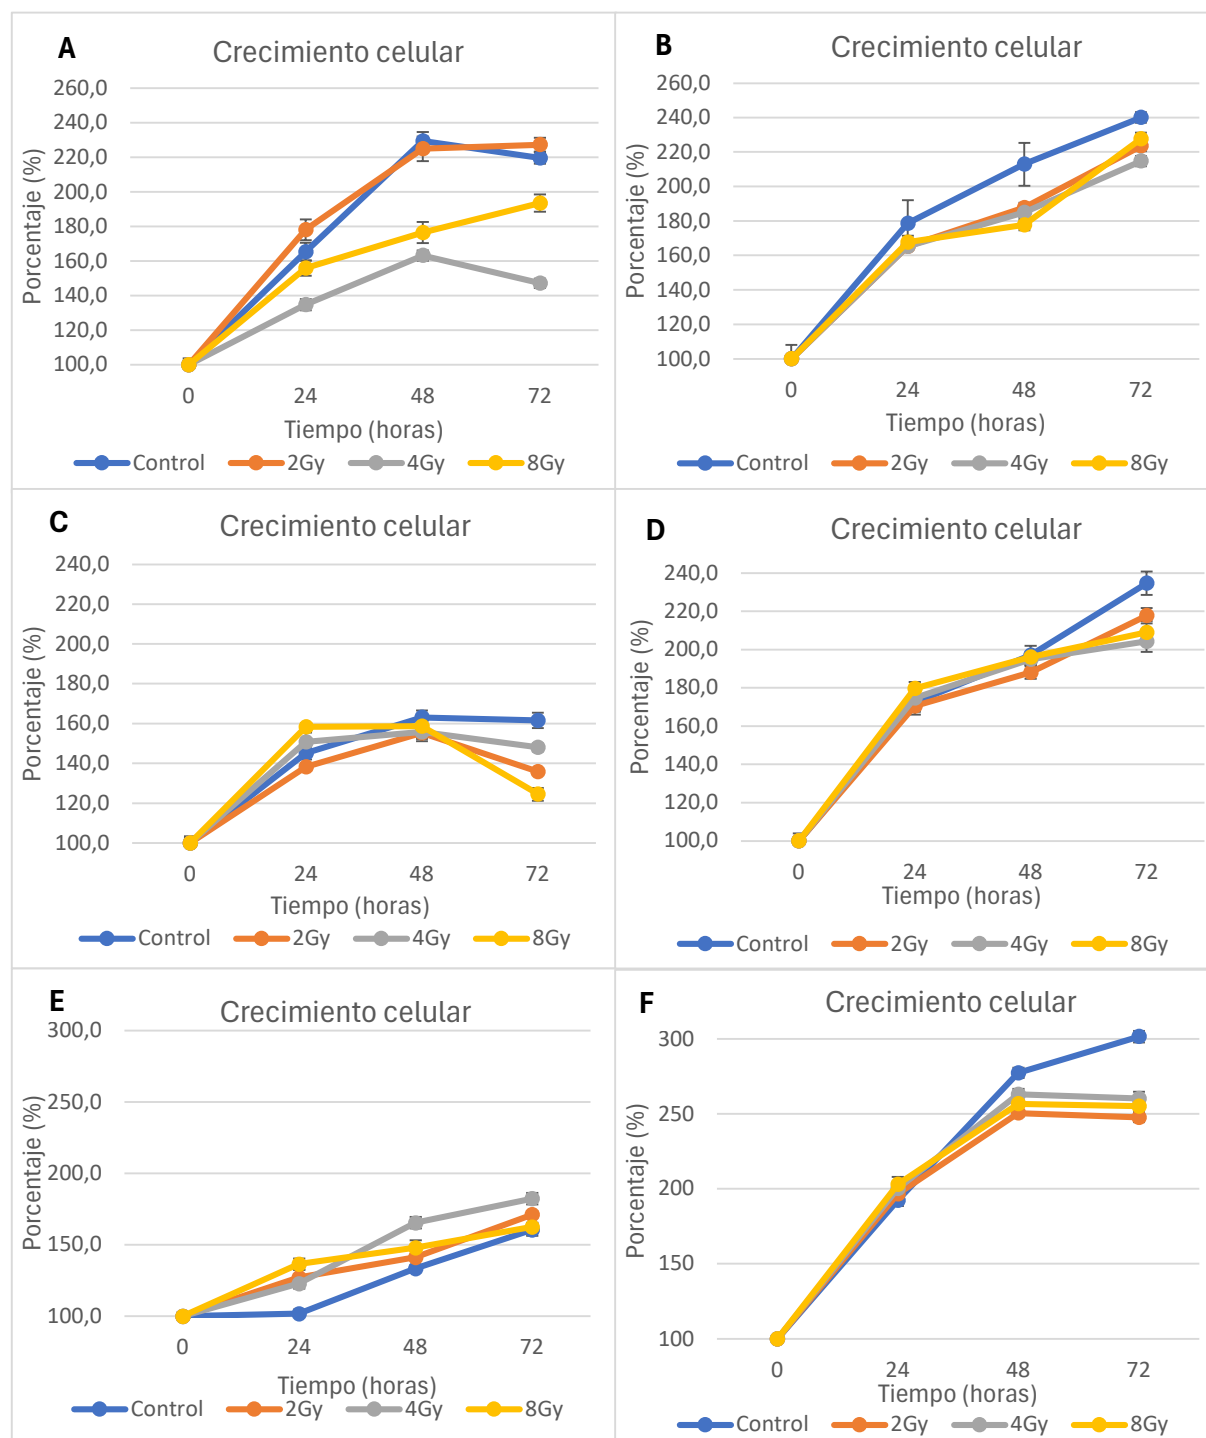 A
Crecimiento celular
260,0
240,0
220,0
200,0
180,0
160,0
140,0
120,0
100,0
Porcentaje (%)
0 24 48 72
Tiempo (horas)
Control 2Gy 4Gy 8Gy
B
Crecimiento celular
260,0
240,0
220,0
200,0
180,0
160,0
140,0
120,0
100,0
Porcentaje (%)
0 24 48 72
Tiempo (horas)
Control 2Gy 4Gy 8Gy
C
Crecimiento celular
240,0
220,0
200,0
180,0
160,0
140,0
120,0
100,0
Porcentaje (%)
0 24 48 72
Tiempo (horas)
Control 2Gy 4Gy 8Gy
D
Crecimiento celular
240,0
220,0
200,0
180,0
160,0
140,0
120,0
100,0
Porcentaje (%)
0 24 48 72
Tiempo (horas)
Control 2Gy 4Gy 8Gy
E
Crecimiento celular
300,0
250,0
200,0
150,0
100,0
Porcentaje (%)
0 24 48 72
Tiempo (horas)
Control 2Gy 4Gy 8Gy
F
Crecimiento celular
300
250
200
150
100
Porcentaje (%)
0 24 48 72
Tiempo (horas)
Control 2Gy 4Gy 8Gy